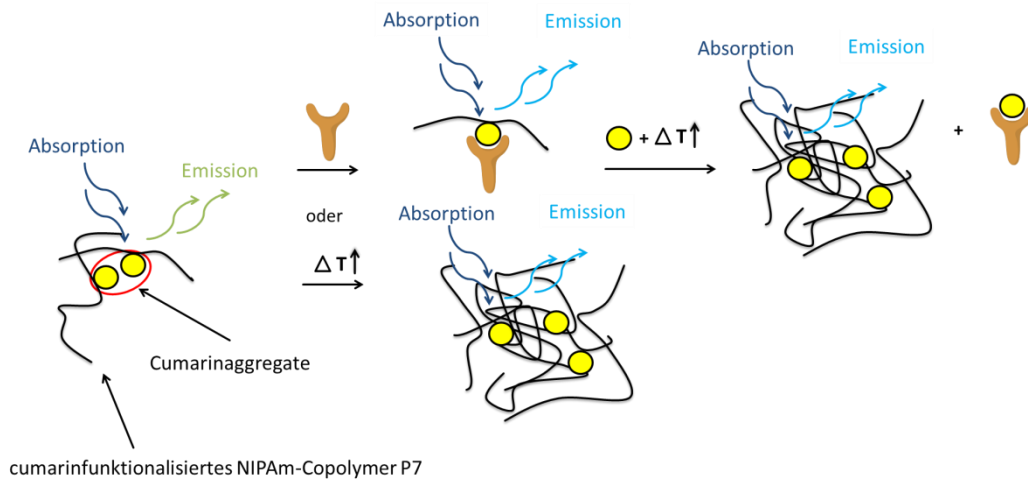 Absorption
Emission
Absorption
Emission
Absorption
Emission
+ Δ T↑
+
oder
Absorption
Emission
Δ T↑
Cumarinaggregate
cumarinfunktionalisiertes NIPAm-Copolymer P7